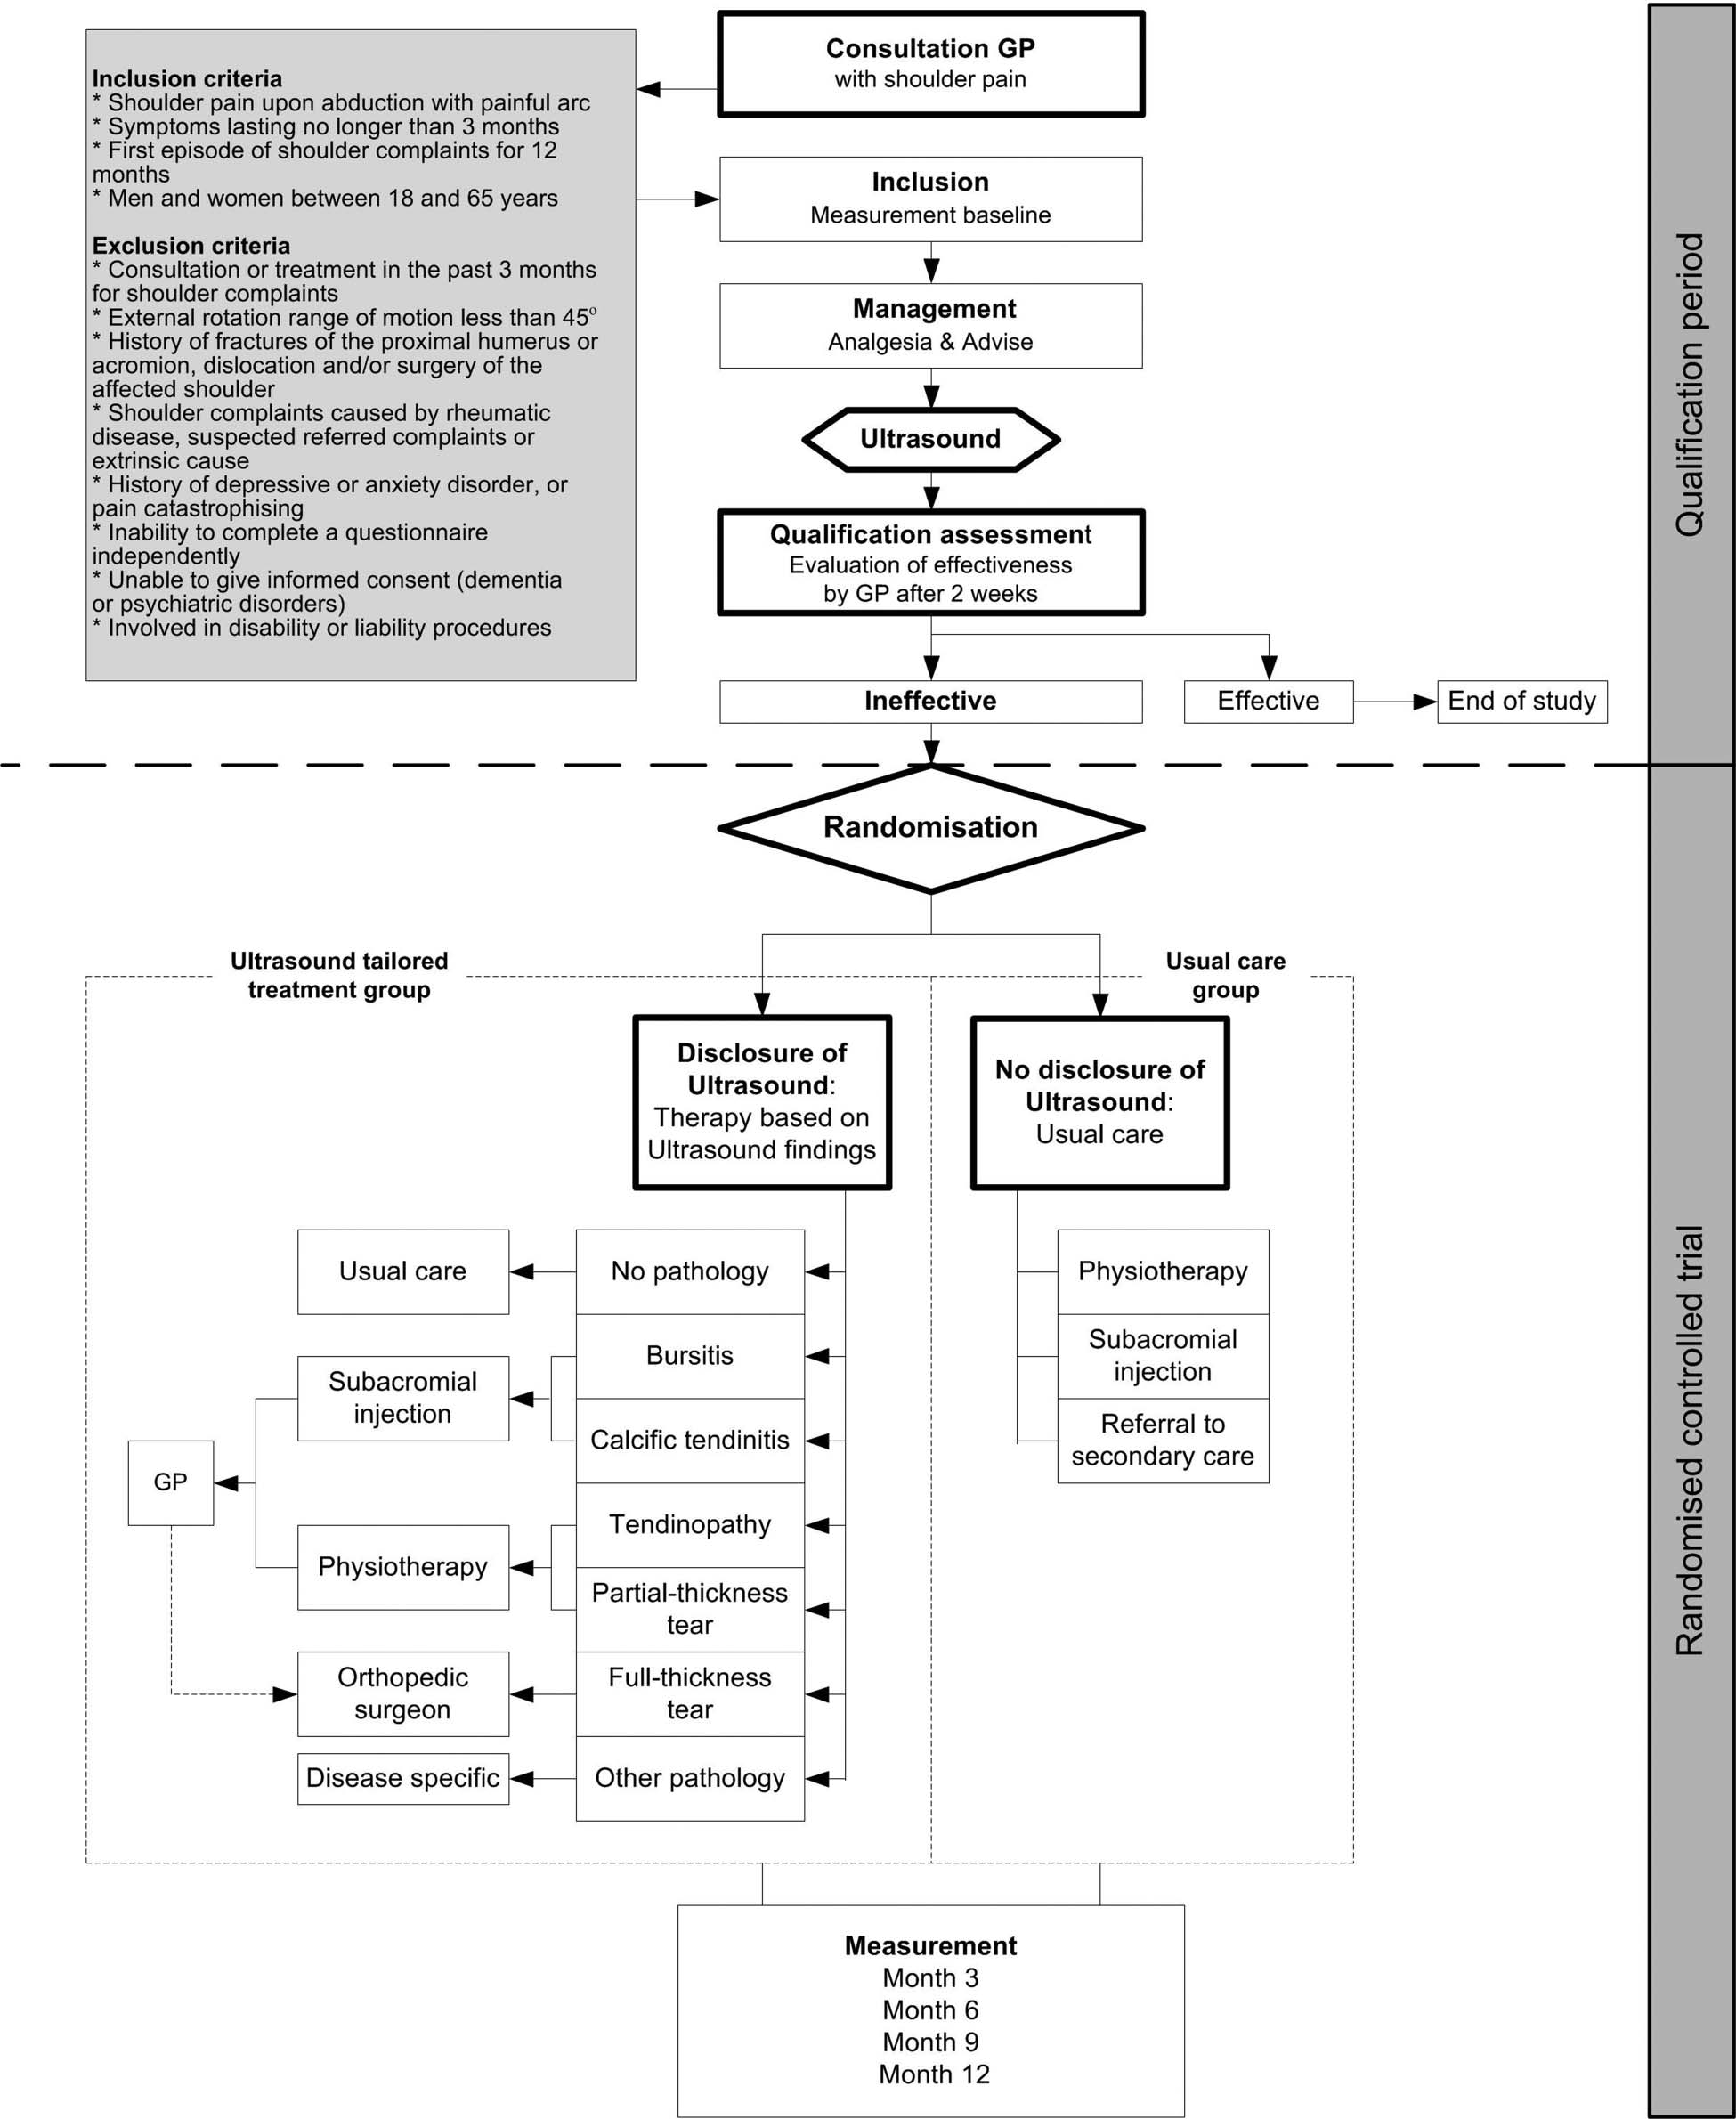 Consultation GP
with shoulder pain
Inclusion criteria
* Shoulder pain upon abduction with painful arc
* Symptoms lasting no longer than 3 months
* First episode of shoulder complaints for 12
months
* Men and women between 18 and 65 years
Exclusion criteria
* Consultation or treatment in the past 3 months
for shoulder complaints
* External rotation range of motion less than 45º
* History of fractures of the proximal humerus or
acromion, dislocation and/or surgery of the
affected shoulder
* Shoulder complaints caused by rheumatic
disease, suspected referred complaints or
extrinsic cause
* History of depressive or anxiety disorder, or
pain catastrophising
* Inability to complete a questionnaire
independently
* Unable to give informed consent (dementia
or psychiatric disorders)
* Involved in disability or liability procedures
Inclusion
Measurement baseline
Management
Analgesia & Advise
Ultrasound
Qualification assessment
Evaluation of effectiveness
by GP after 2 weeks
Ineffective
Effective
End of study
Qualification period
Randomisation
Ultrasound tailored
treatment group
Usual care
group
Disclosure of
Ultrasound:
Therapy based on
Ultrasound findings
No disclosure of
Ultrasound:
Usual care
Usual care
No pathology
Bursitis
Subacromial
injection
Calcific tendinitis
GP
Tendinopathy
Physiotherapy
Partial-thickness
tear
Orthopedic
surgeon
Full-thickness
tear
Disease specific
Other pathology
Physiotherapy
Subacromial
injection
Referral to
secondary care
Randomised controlled trial
Measurement
Month 3
Month 6
Month 9
Month 12